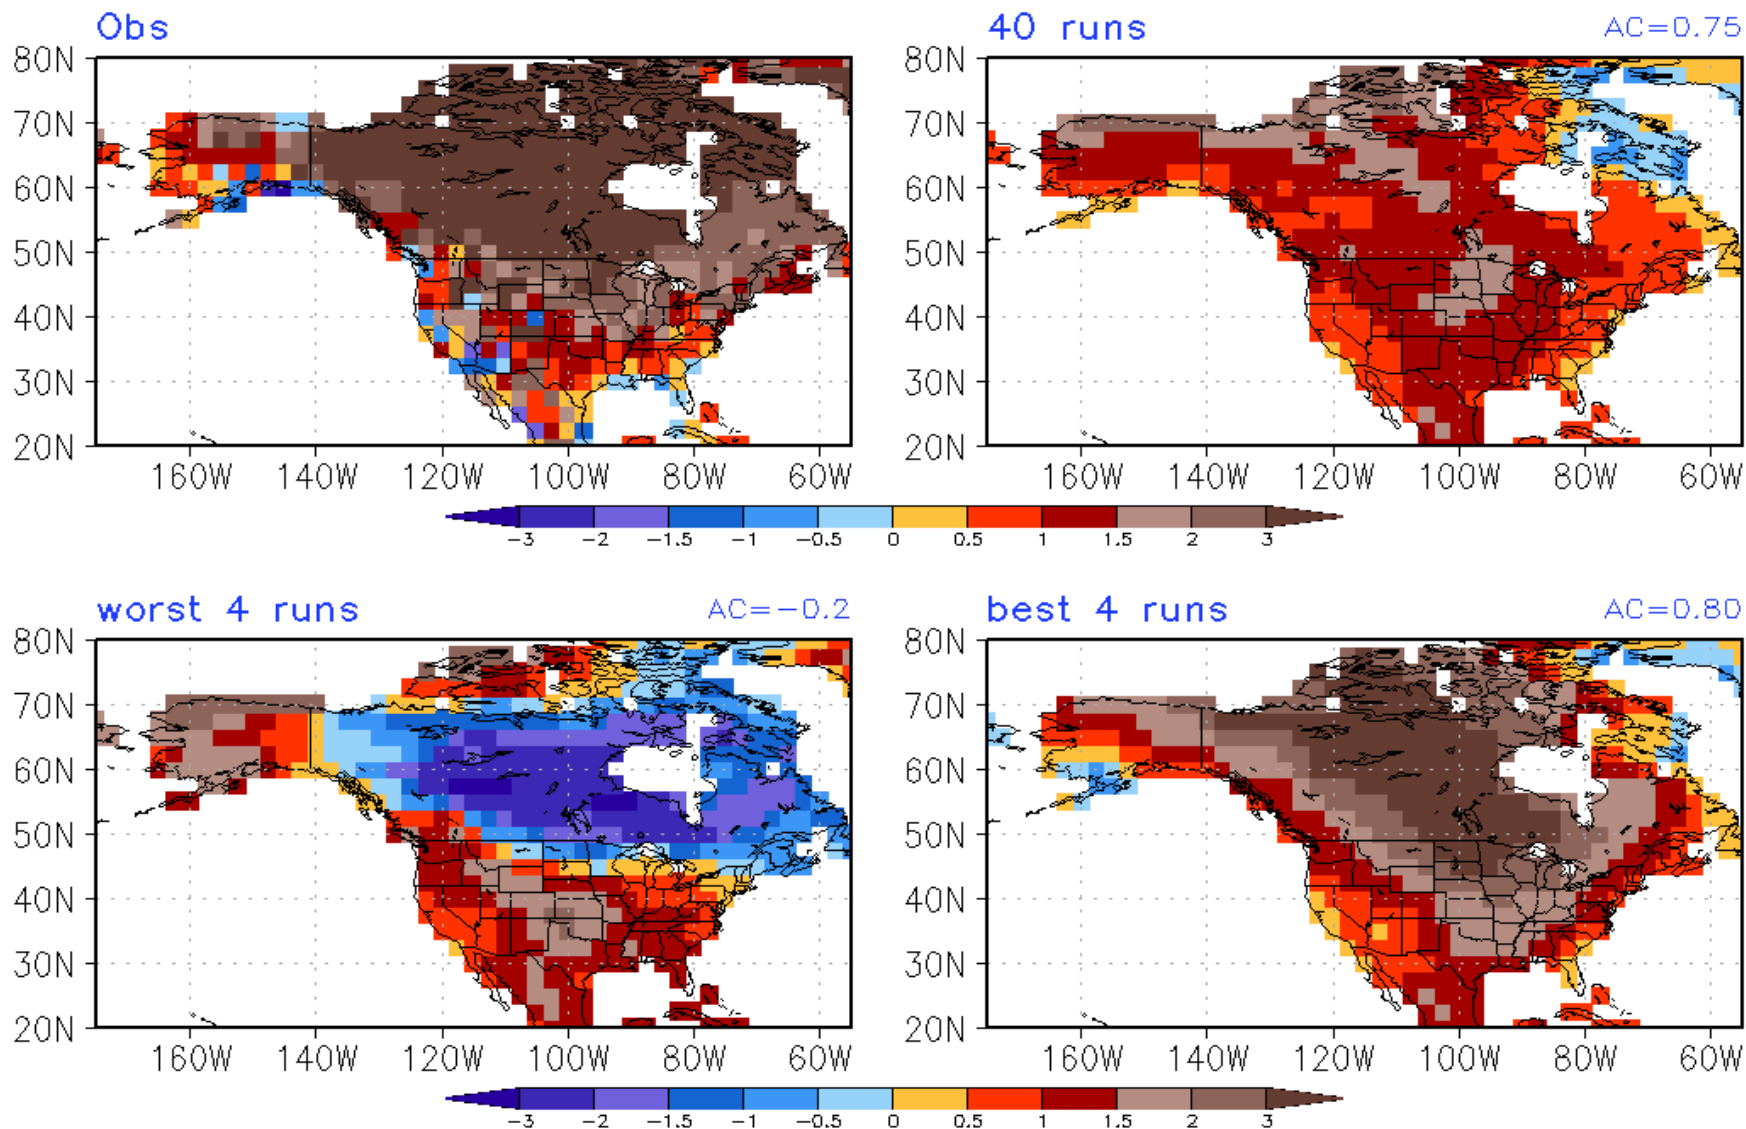 Obs
40 runs AC=0.75
80N 80N
70N 70N
60N 60N
50N 50N
40N 40N
30N 30N
20N 20N
160W 140W 120W 100W 80W 60W 160W 140W 120W 100W 80W 60W
-3 -2 -1.5 -1 -0.5 0 0.5 1 1.5 2 3
worst 4 runs AC=-0.2
best 4 runs AC=0.80
80N 80N
70N 70N
60N 60N
50N 50N
40N 40N
30N 30N
20N 20N
160W 140W 120W 100W 80W 60W 160W 140W 120W 100W 80W 60W
-3 -2 -1.5 -1 -0.5 0 0.5 1 1.5 2 3